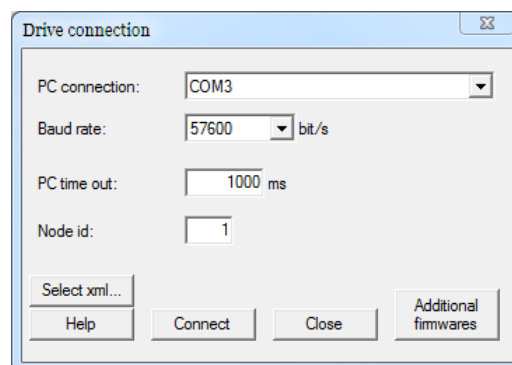 Drive connection
PC connection: COM3
Baud rate: 57600 bit/s
PC time out: 1000 ms
Node id: 1
Select xml...
Help Connect Close Additional
firmwares